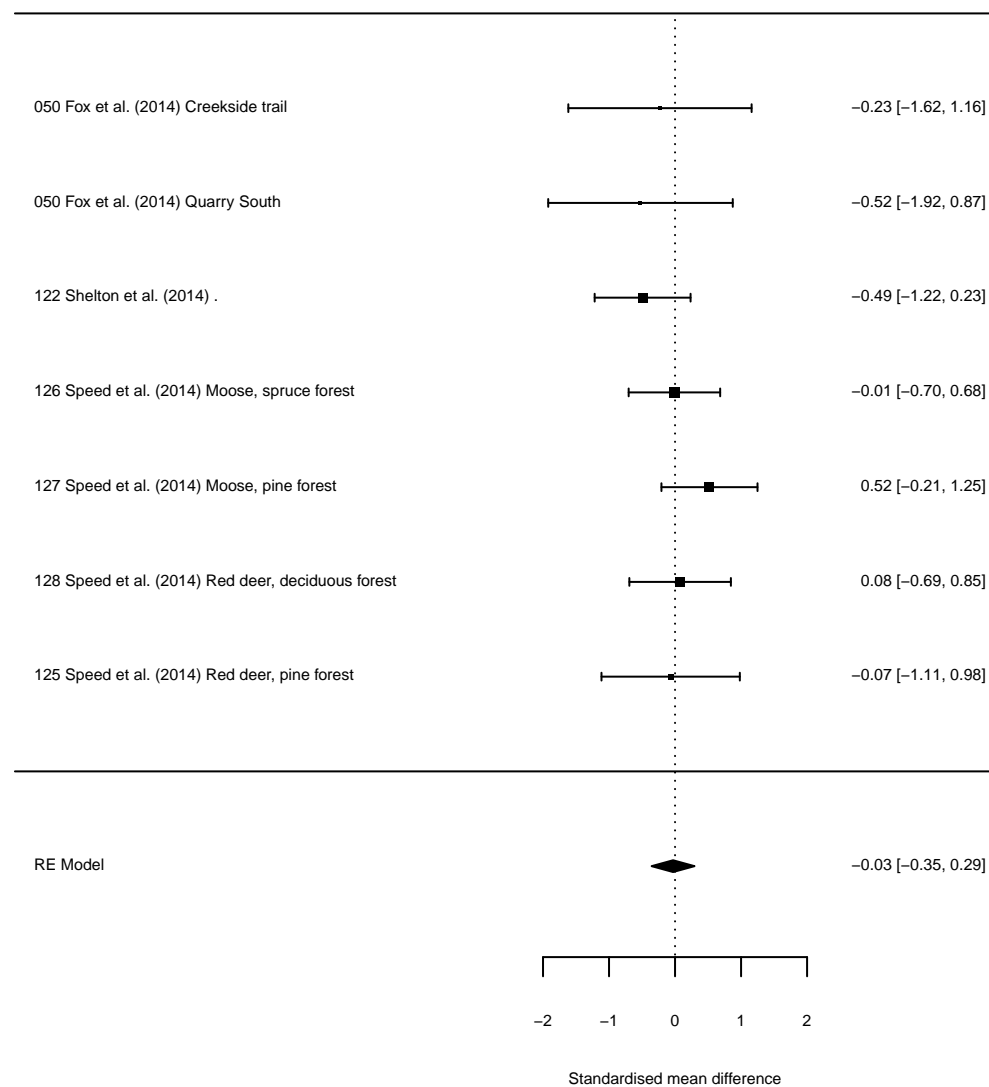 050 Fox et al. (2014) Creekside trail −0.23 [−1.62, 1.16]
050 Fox et al. (2014) Quarry South −0.52 [−1.92, 0.87]
122 Shelton et al. (2014) . −0.49 [−1.22, 0.23]
126 Speed et al. (2014) Moose, spruce forest −0.01 [−0.70, 0.68]
127 Speed et al. (2014) Moose, pine forest 0.52 [−0.21, 1.25]
128 Speed et al. (2014) Red deer, deciduous forest 0.08 [−0.69, 0.85]
125 Speed et al. (2014) Red deer, pine forest −0.07 [−1.11, 0.98]
RE Model −0.03 [−0.35, 0.29]
−2 −1 0 1 2
Standardised mean difference